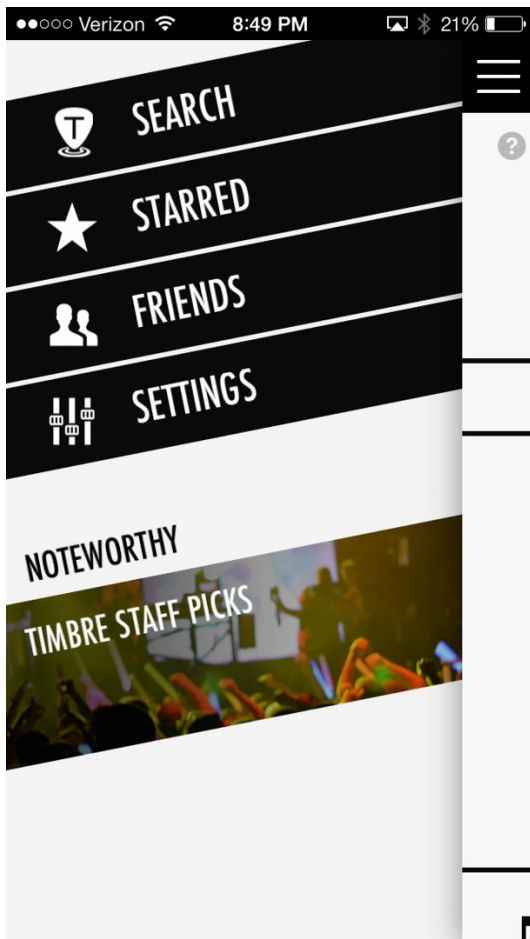 Verizon 8:49 PM 21%
?
T SEARCH
STARRED
FRIENDS
SETTINGS
NOTEWORTHY
TIMBRE STAFF PICKS